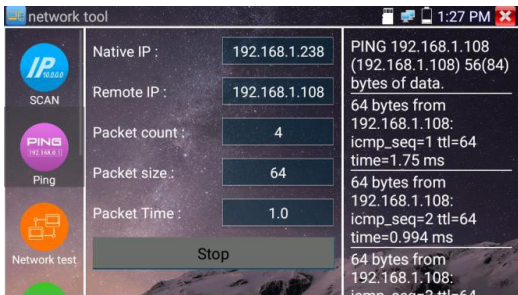 network tool
1:27 PM
IP
10.0.0.0
SCAN
PING
192.168.0.1
Ping
Network test
Native IP :
192.168.1.238
Remote IP :
192.168.1.108
Packet count :
4
Packet size :
64
Packet Time :
1.0
Stop
PING 192.168.1.108
(192.168.1.108) 56(84)
bytes of data.
64 bytes from
192.168.1.108:
icmp_seq=1 ttl=64
time=1.75 ms
64 bytes from
192.168.1.108:
icmp_seq=2 ttl=64
time=0.994 ms
64 bytes from
192.168.1.108:
icmp_seq=3 ttl=64